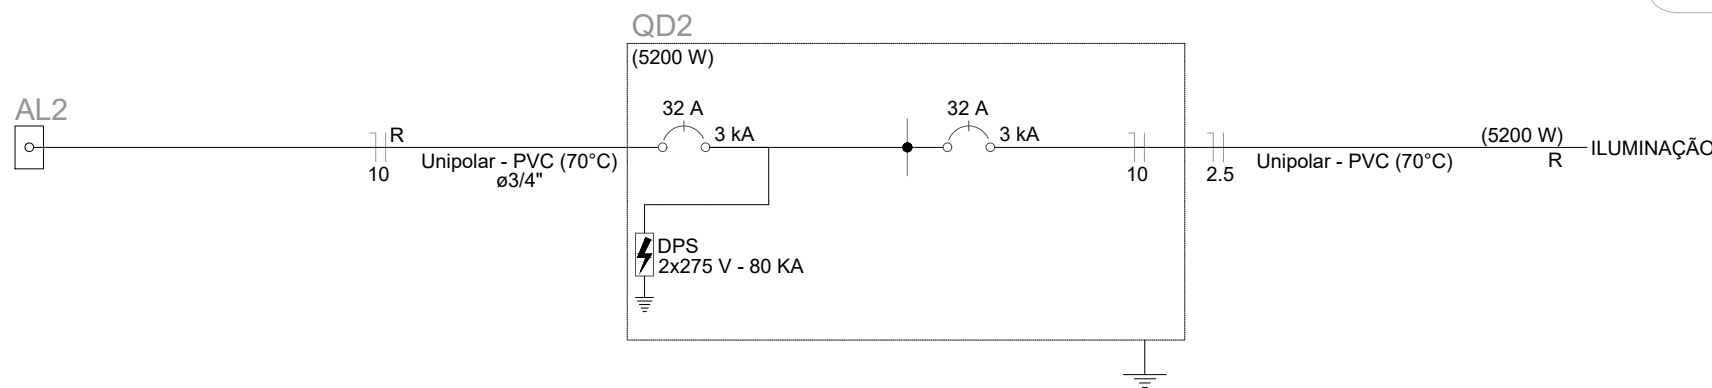 QD2
(5200 W)
AL2
32 A
32 A
R
3 kA
3 kA
(5200 W)
ILUMINAÇÃO
10
Unipolar - PVC (70°C)
ø3/4"
10
2.5
Unipolar - PVC (70°C)
R
DPS
2x275 V - 80 KA